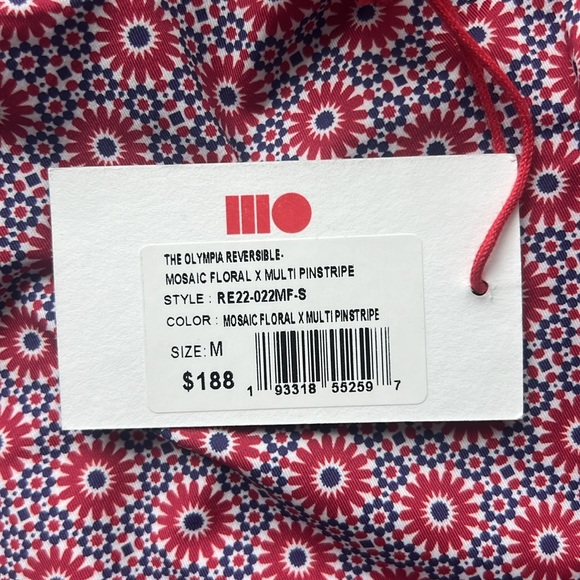 THE OLYMPIA REVERSIBLE-
MOSAIC FLORAL X MULTI PINSTRIPE
STYLE : RE22-022MF-S
COLOR : MOSAIC FLORAL X MULTI PINSTRIPE
SIZE: M
$188
1 93318 55259 7